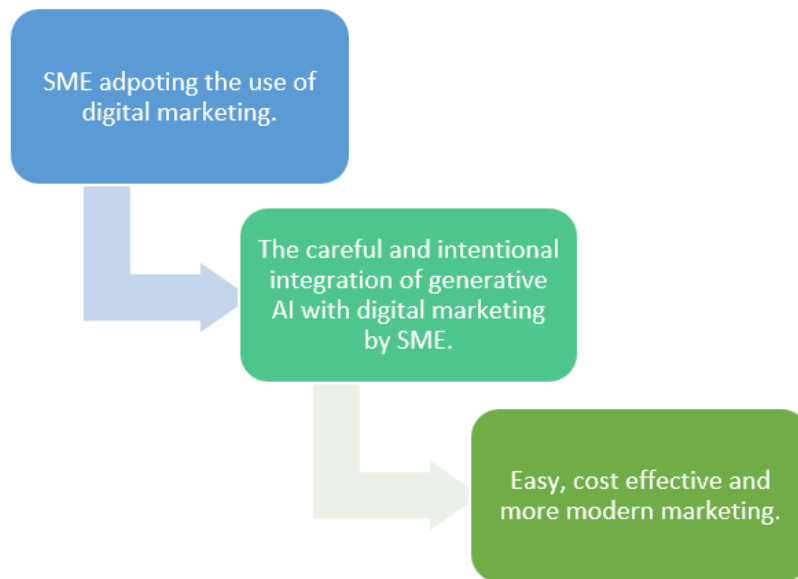 SME adpoting the use of
digital marketing.
The careful and intentional
integration of generative
AI with digital marketing
by SME.
Easy, cost effective and
more modern marketing.